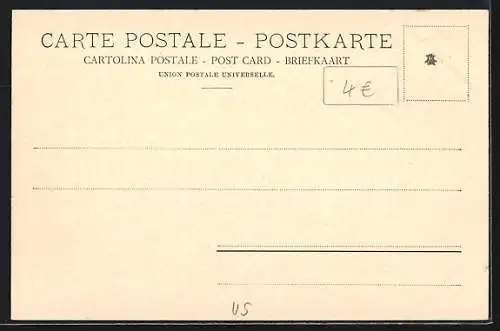 CARTE POSTALE – POSTKARTE
CARTOLINA POSTALE - POST CARD - BRIEFKAART
UNION POSTALE UNIVERSELLE.
4€
US